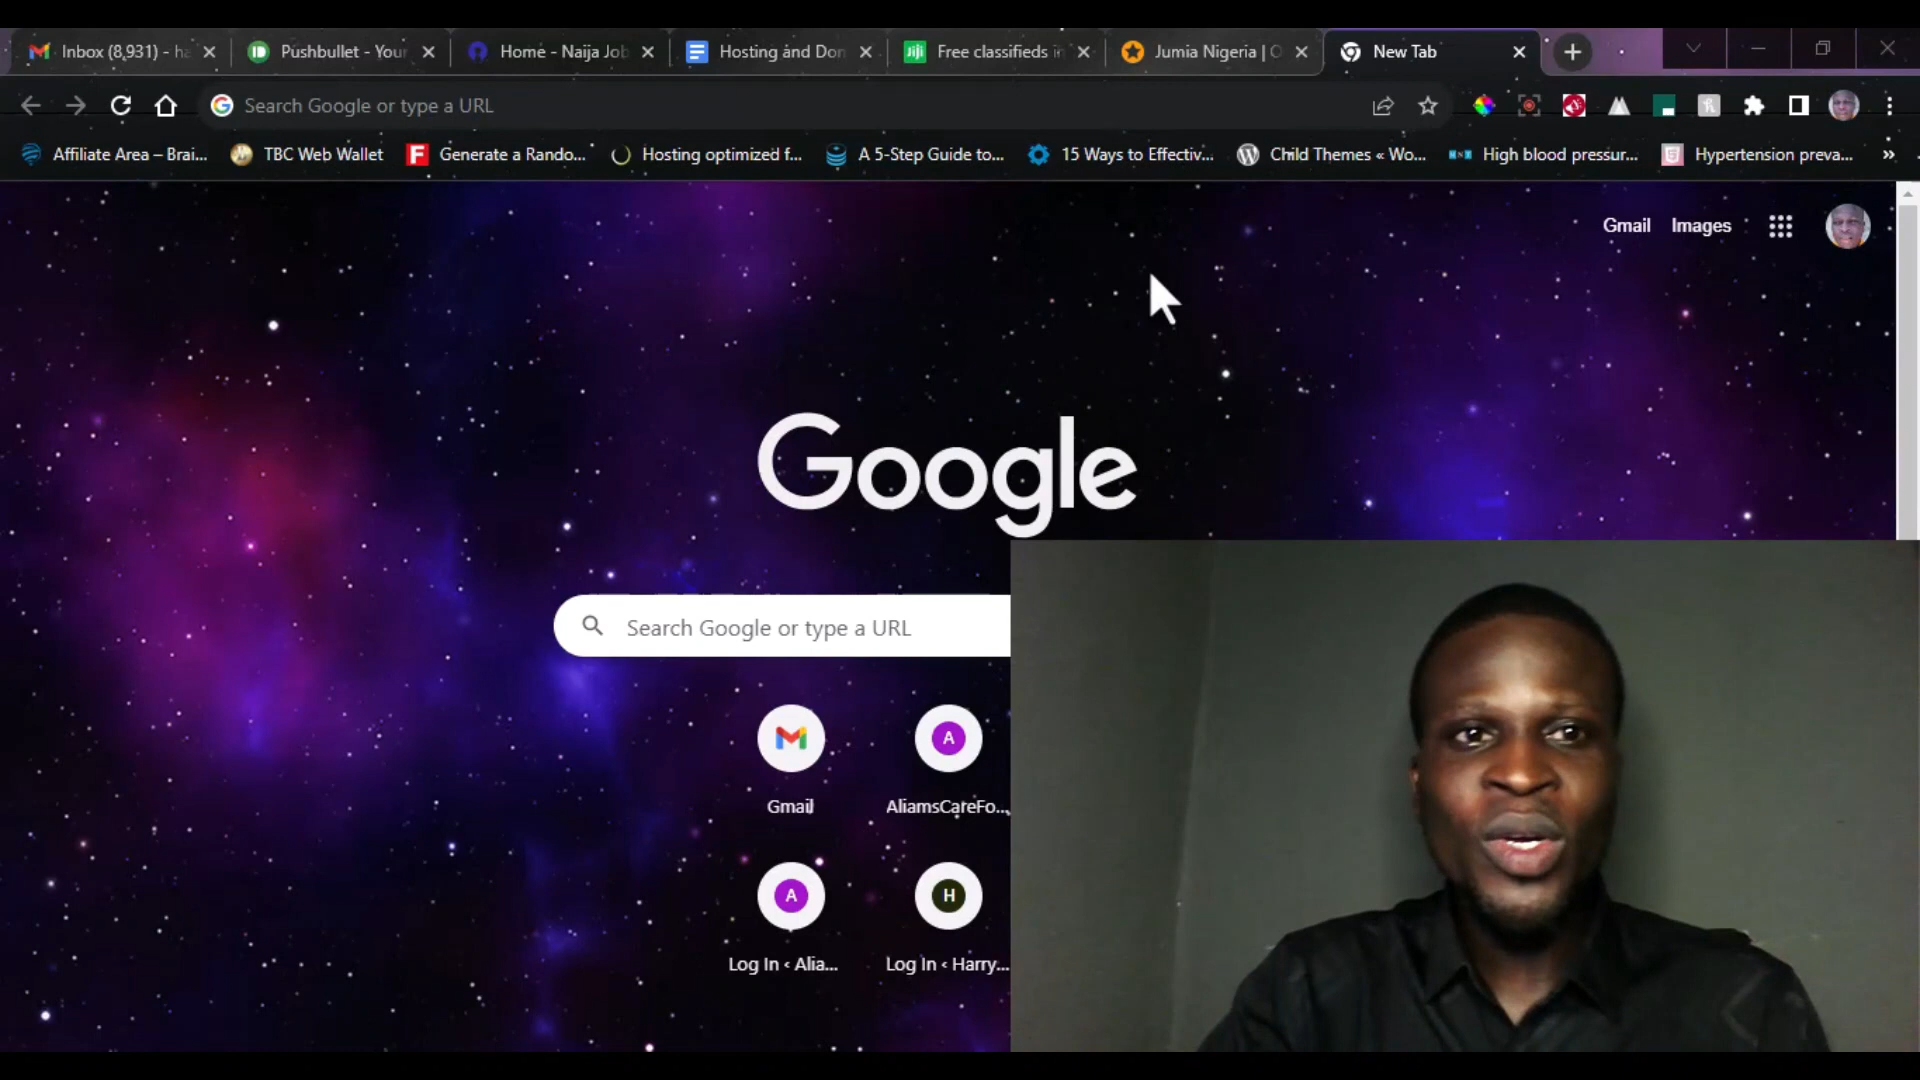 Inbox (8,931) - ha
Pushbullet - Your
Home - Naija Job
Hosting and Dom
Free classifieds in
Jumia Nigeria | O
New Tab
Search Google or type a URL
Affiliate Area – Brai...
TBC Web Wallet
Generate a Rando...
Hosting optimized f...
A 5-Step Guide to...
15 Ways to Effectiv...
Child Themes « Wo...
High blood pressur...
Hypertension preva...
»
Gmail Images
Google
Search Google or type a URL
A
Gmail
AliamsCareFo...
A
H
Log In ‹ Alia...
Log In ‹ Harry...